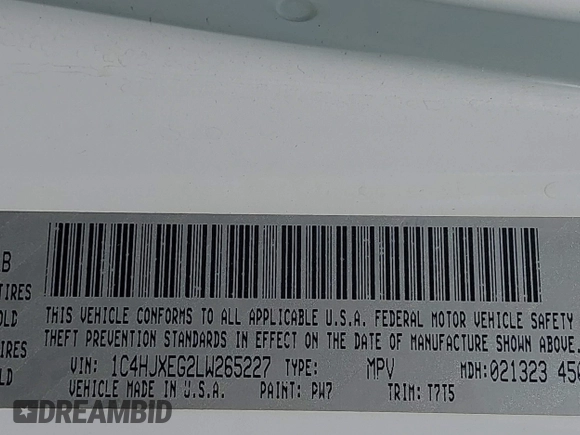 B
TIRES
THIS VEHICLE CONFORMS TO ALL APPLICABLE U.S.A. FEDERAL MOTOR VEHICLE SAFETY
OLD
THEFT PREVENTION STANDARDS IN EFFECT ON THE DATE OF MANUFACTURE SHOWN ABOVE
IRES
VIN: 1C4HJXEG2LW265227 TYPE: MPV MDH: 021323 450
OLD
VEHICLE MADE IN U.S.A. PAINT: PW7 TRIM: T7T5
DREAMBID